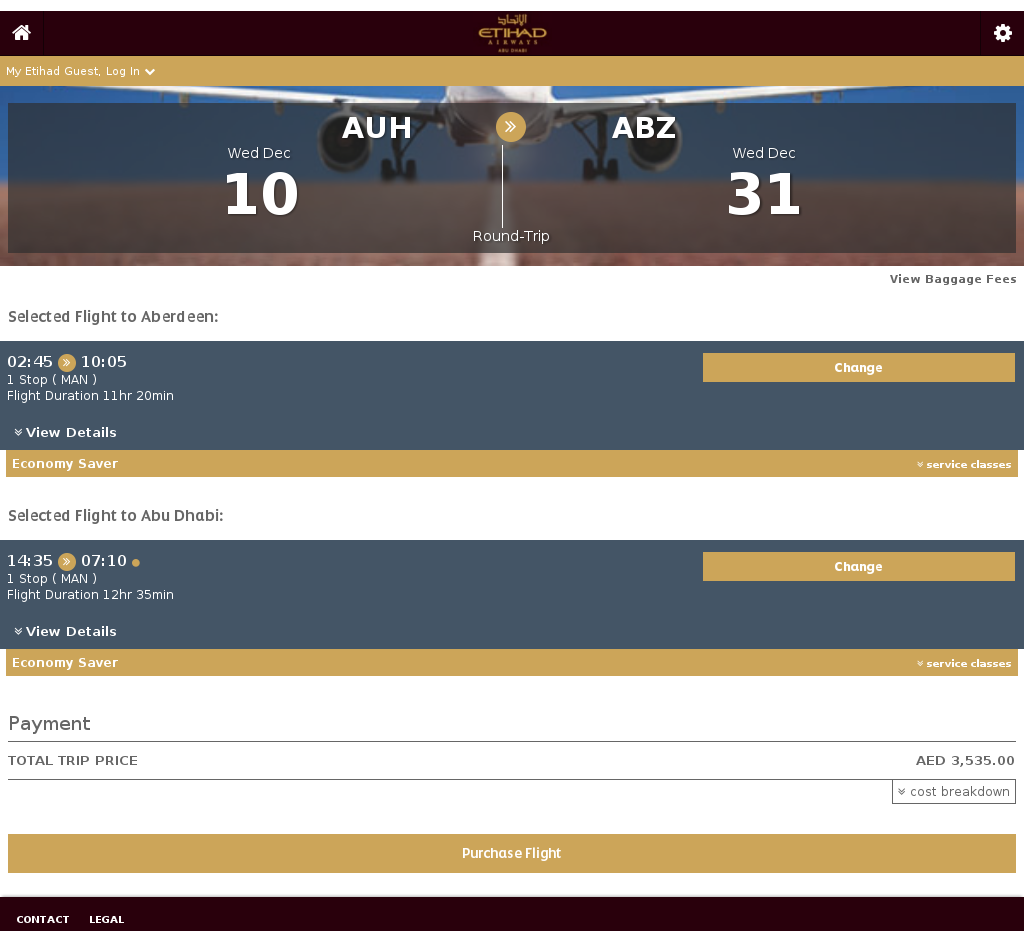 الإتحاد
ETIHAD
AIRWAYS
ABU DHABI
My Etihad Guest, Log In
AUH ABZ
Wed Dec Wed Dec
10 31
Round-Trip
View Baggage Fees
Selected Flight to Aberdeen:
02:45 10:05
Change
1 Stop ( MAN )
Flight Duration 11hr 20min
View Details
Economy Saver service classes
Selected Flight to Abu Dhabi:
14:35 07:10
Change
1 Stop ( MAN )
Flight Duration 12hr 35min
View Details
Economy Saver service classes
Payment
TOTAL TRIP PRICE AED 3,535.00
cost breakdown
Purchase Flight
CONTACT LEGAL